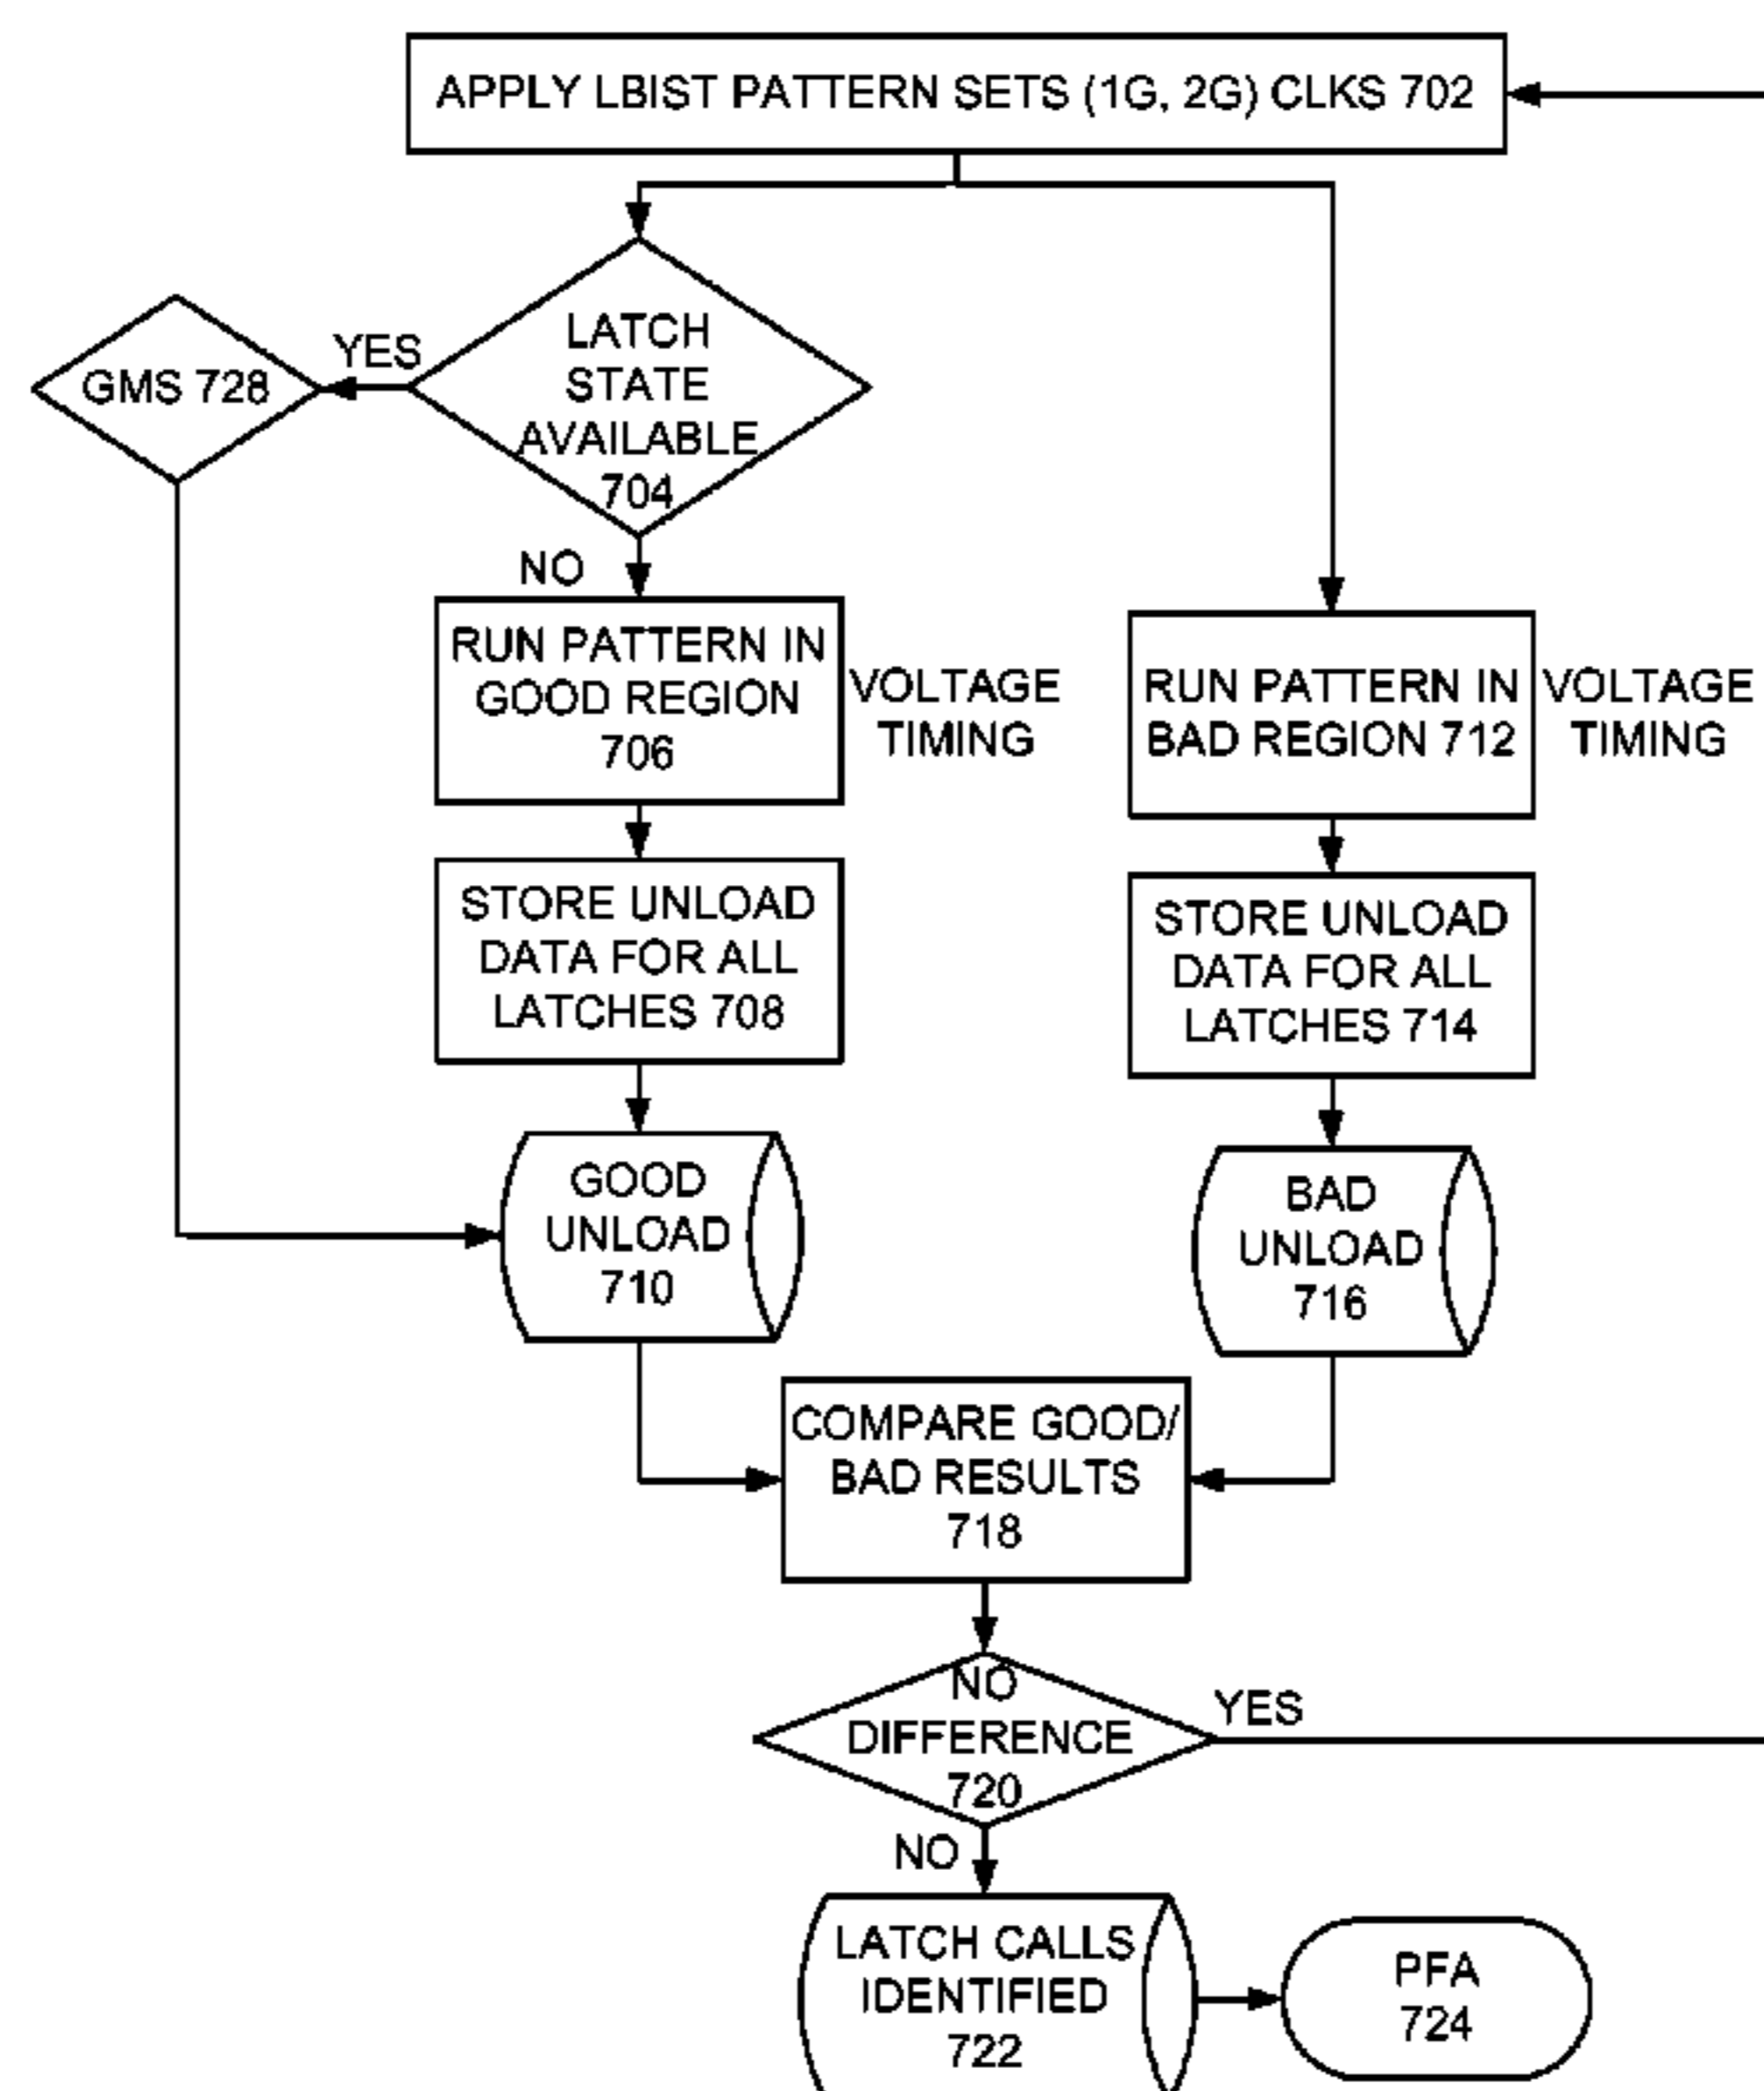 APPLY LBIST PATTERN SETS (1G, 2G) CLKS 702
GMS 728
YES
LATCH
STATE
AVAILABLE
704
NO
RUN PATTERN IN
GOOD REGION
706
VOLTAGE
TIMING
RUN PATTERN IN
BAD REGION 712
VOLTAGE
TIMING
STORE UNLOAD
DATA FOR ALL
LATCHES 708
STORE UNLOAD
DATA FOR ALL
LATCHES 714
GOOD
UNLOAD
710
BAD
UNLOAD
716
COMPARE GOOD/
BAD RESULTS
718
NO
DIFFERENCE
720
YES
NO
LATCH CALLS
IDENTIFIED
722
PFA
724